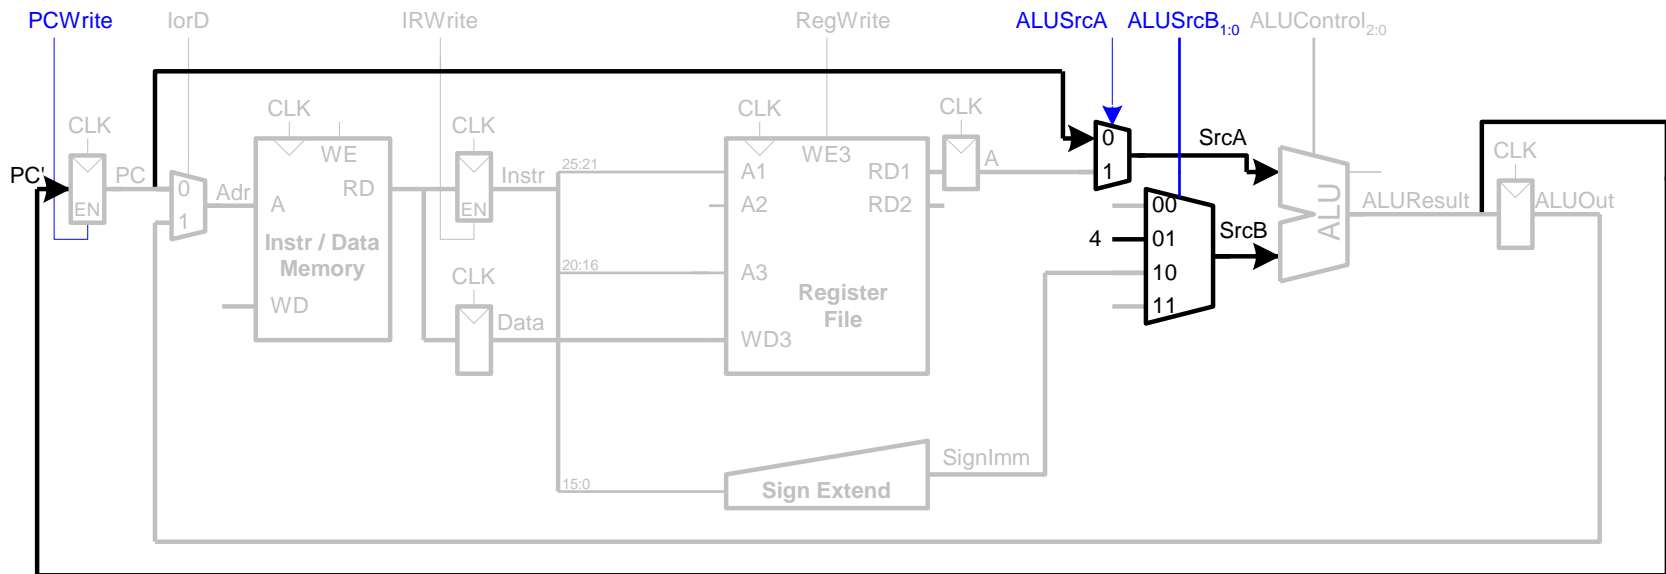 PCWrite IorD IRWrite RegWrite ALUSrcA ALUSrcB1:0 ALUControl2:0
CLK CLK CLK CLK CLK CLK CLK
PC' PC EN
0 1 Adr
A RD WE WD
Instr / Data
Memory
EN Instr
CLK
Data
25:21
20:16
15:0
A1 WE3 RD1
A2 RD2
A3
WD3
Register
File
A
0
1
SrcA
00
4 01
10
11
SrcB
ALU ALUResult ALUOut
SignImm
Sign Extend